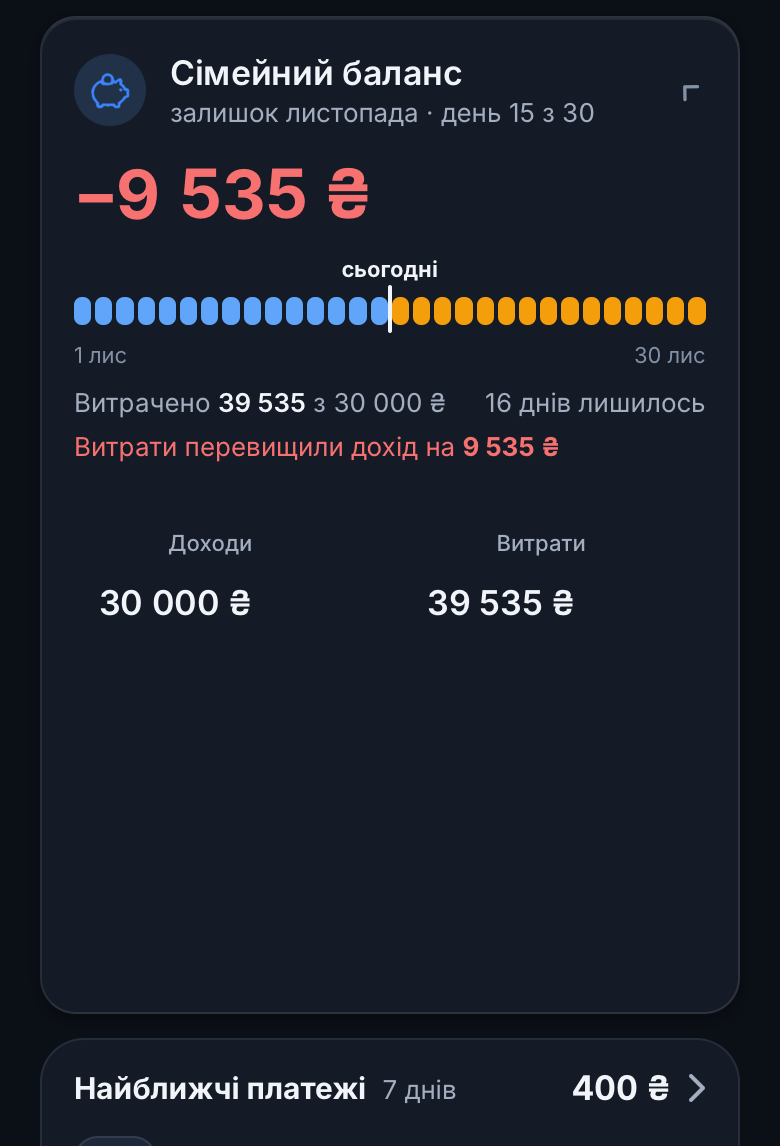 Сімейний баланс
залишок листопада · день 15 з 30
−9 535 ₴
сьогодні
1 лис 30 лис
Витрачено 39 535 з 30 000 ₴ 16 днів лишилось
Витрати перевищили дохід на 9 535 ₴
Доходи Витрати
30 000 ₴ 39 535 ₴
Найближчі платежі 7 днів 400 ₴